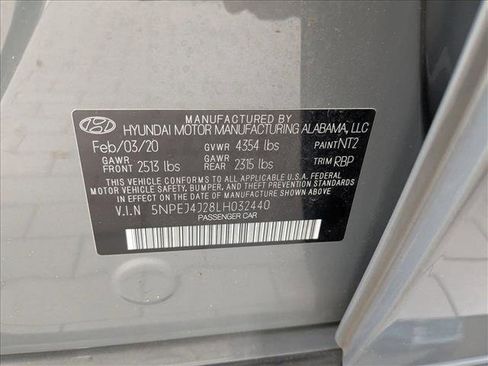 MANUFACTURED BY
HYUNDAI MOTOR MANUFACTURING ALABAMA, LLC
Feb/03/20 GVWR 4354 lbs PAINT NT2
GAWR FRONT 2513 lbs GAWR REAR 2315 lbs TRIM RBP
THIS VEHICLE CONFORMS TO ALL APPLICABLE U.S.A. FEDERAL
MOTOR VEHICLE SAFETY, BUMPER, AND THEFT PREVENTION STANDARDS
IN EFFECT ON THE DATE OF MANUFACTURE SHOWN ABOVE.
V.I.N 5NPEJ4J28LH032440
PASSENGER CAR